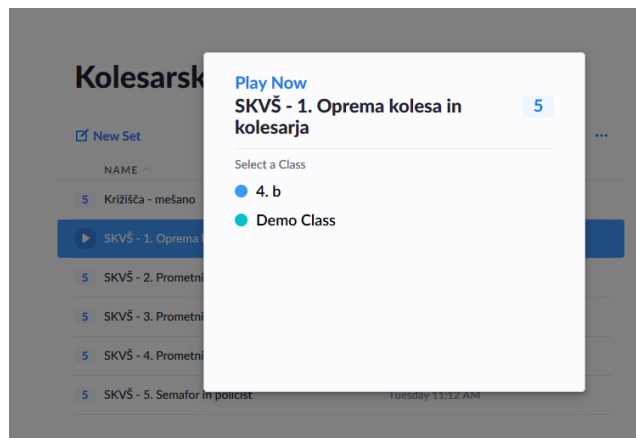 Kolesarsk
Play Now
SKVŠ - 1. Oprema kolesa in
kolesarja
5
New Set
...
Select a Class
NAME
4. b
5 Križišča - mešano
Demo Class
SKVŠ - 1. Oprema
5 SKVŠ - 2. Prometni
5 SKVŠ - 3. Prometni
5 SKVŠ - 4. Prometni
5 SKVŠ - 5. Semafor in policist Tuesday 11:12 AM